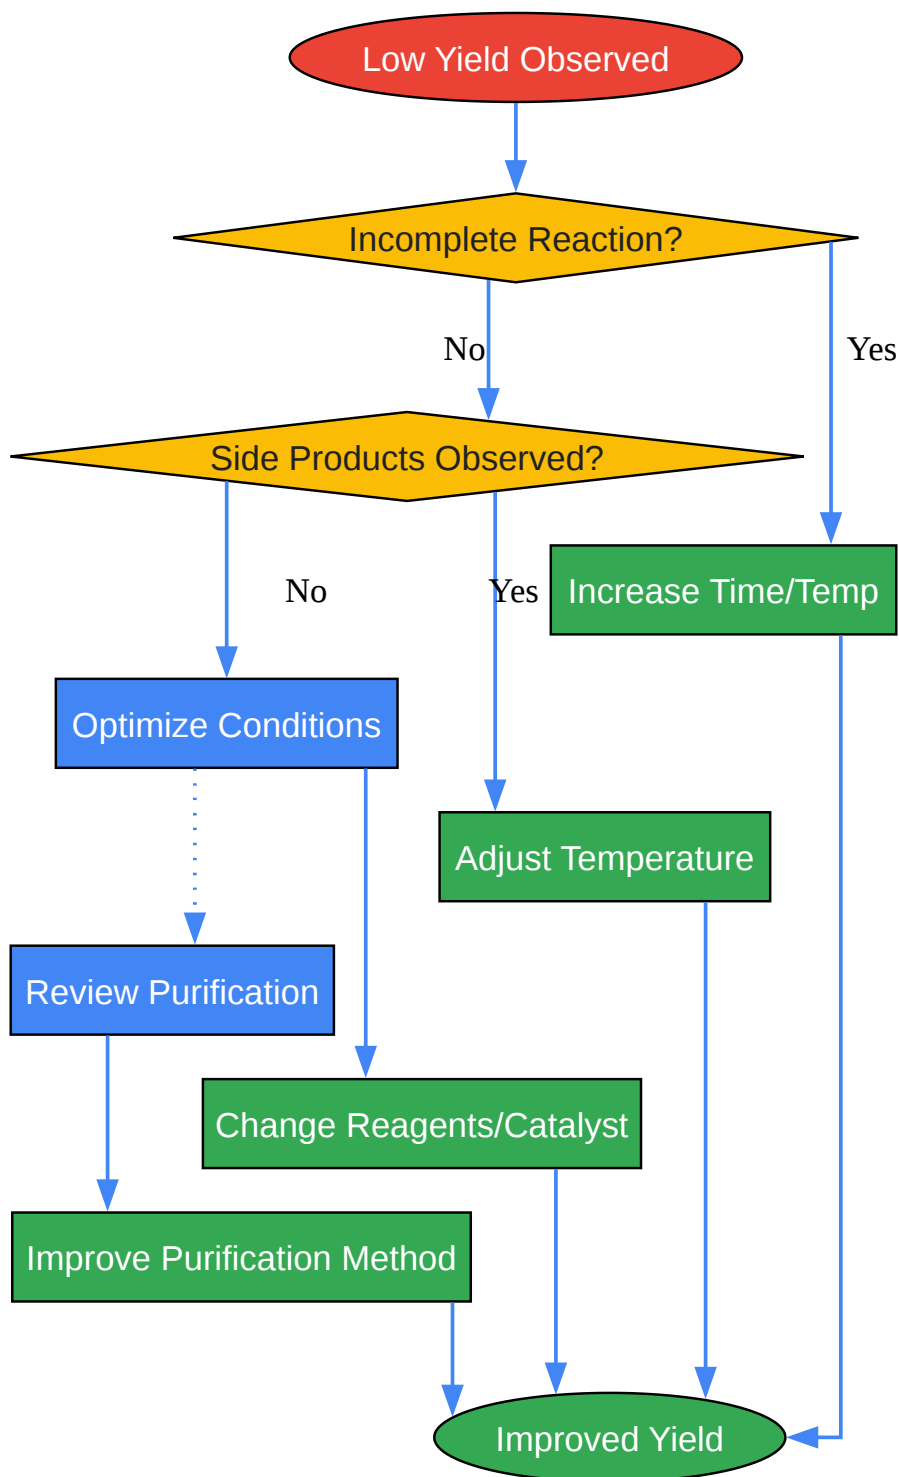 Low Yield Observed
Incomplete Reaction?
No
Yes
Side Products Observed?
No
Yes
Increase Time/Temp
Optimize Conditions
Adjust Temperature
Review Purification
Change Reagents/Catalyst
Improve Purification Method
Improved Yield